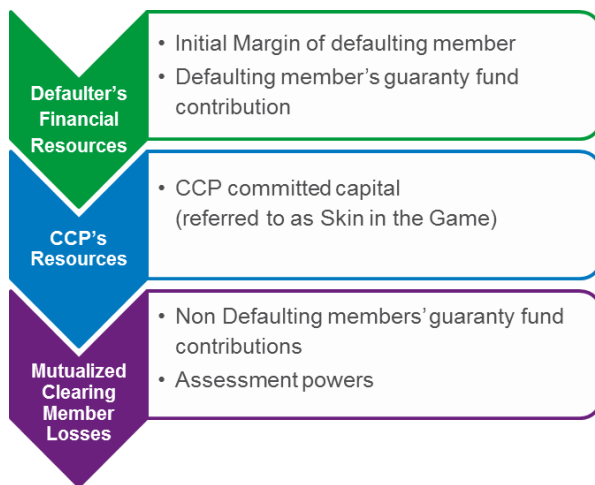 Defaulter's
Financial
Resources
• Initial Margin of defaulting member
• Defaulting member's guaranty fund
contribution
CCP's
Resources
• CCP committed capital
(referred to as Skin in the Game)
Mutualized
Clearing
Member
Losses
• Non Defaulting members' guaranty fund
contributions
• Assessment powers